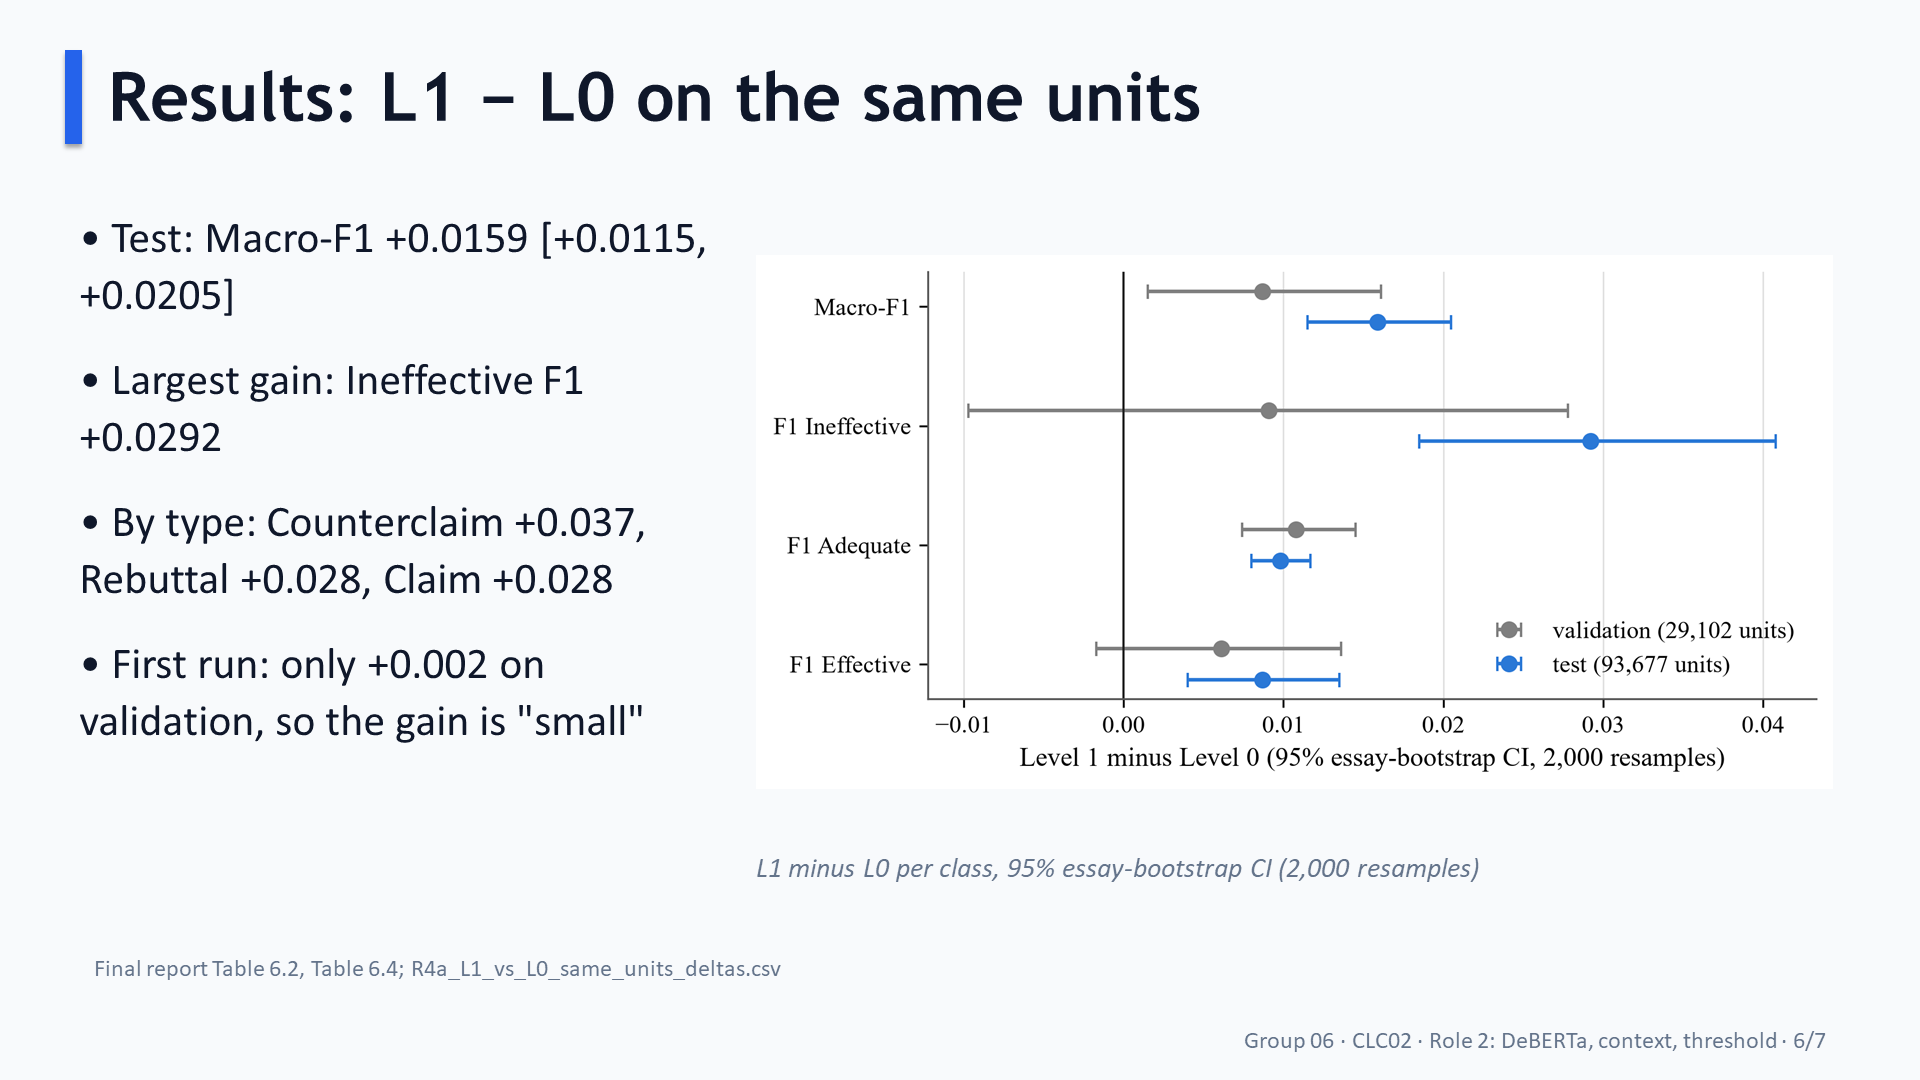 Results: L1 – L0 on the same units
• Test: Macro-F1 +0.0159 [+0.0115,
+0.0205]
• Largest gain: Ineffective F1
+0.0292
• By type: Counterclaim +0.037,
Rebuttal +0.028, Claim +0.028
• First run: only +0.002 on
validation, so the gain is "small"
Macro-F1
F1 Ineffective
F1 Adequate
F1 Effective
validation (29,102 units)
test (93,677 units)
−0.01 0.00 0.01 0.02 0.03 0.04
Level 1 minus Level 0 (95% essay-bootstrap CI, 2,000 resamples)
L1 minus L0 per class, 95% essay-bootstrap CI (2,000 resamples)
Final report Table 6.2, Table 6.4; R4a_L1_vs_L0_same_units_deltas.csv
Group 06 · CLC02 · Role 2: DeBERTa, context, threshold · 6/7